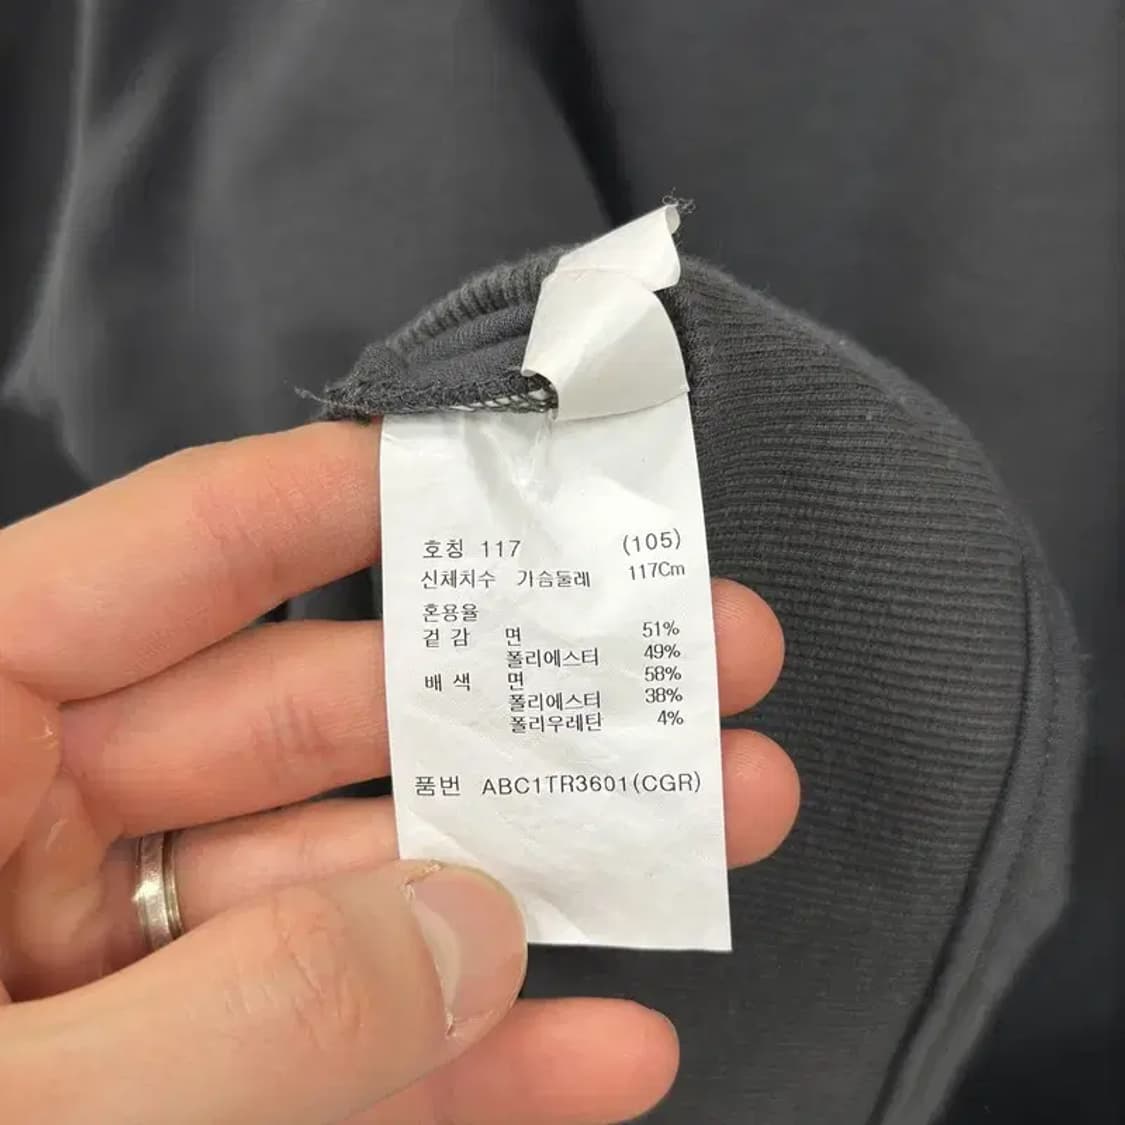 호칭 117 (105)
신체치수 가슴둘레 117Cm
혼용율
겉감 면 51%
폴리에스터 49%
배색 면 58%
폴리에스터 38%
폴리우레탄 4%
품번 ABC1TR3601(CGR)